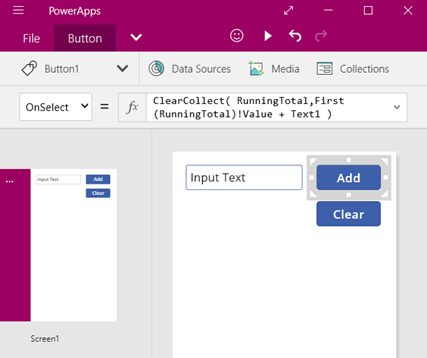 PowerApps
File Button
Button1 Data Sources Media Collections
OnSelect = fx ClearCollect( RunningTotal,First
(RunningTotal)!Value + Text1 )
Input Text Add
Clear
Input Text Add
Clear
Screen1